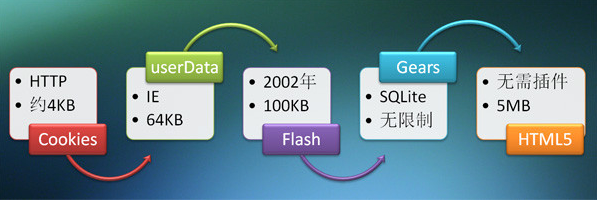 HTTP
约4KB
Cookies
userData
IE
64KB
2002年
100KB
Flash
Gears
SQLite
无限制
无需插件
5MB
HTML5